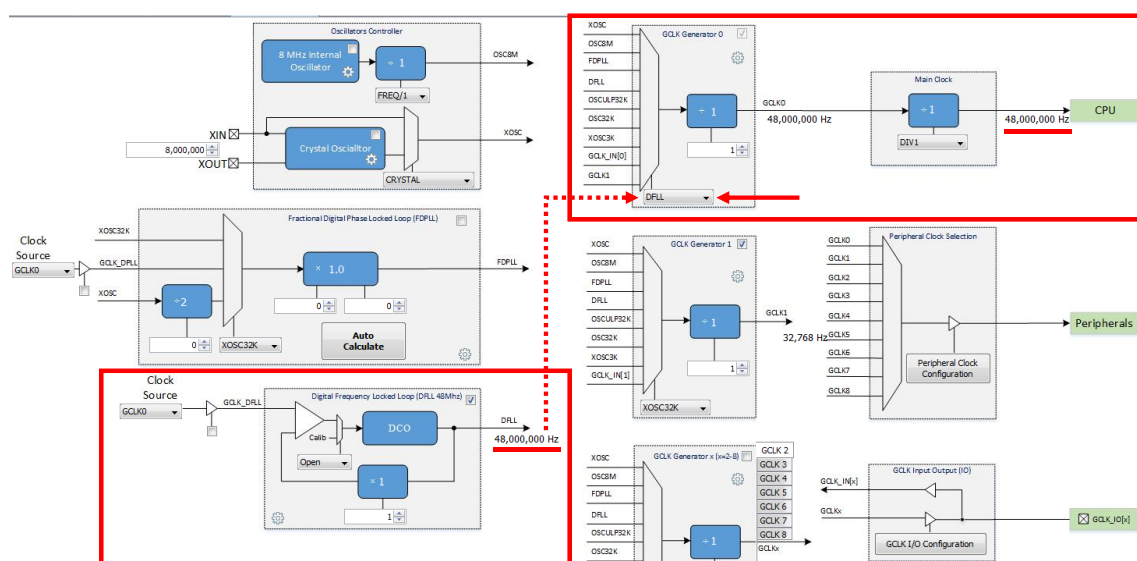 Oscillators Controller
8 MHz Internal
Oscillator
÷ 1
OSC8M
FREQ/1
XIN
8,000,000
XOUT
Crystal Oscialltor
XOSC
CRYSTAL
XOSC
OSC8M
FDPLL
DFLL
OSCULP32K
OSC32K
XOSC3K
GCLK_IN[0]
GCLK1
GCLK Generator 0
÷ 1
1
DFLL
GCLK0
48,000,000 Hz
Main Clock
÷1
DIV1
48,000,000 Hz
CPU
Fractional Digital Phase Locked Loop (FDPLL)
Clock
Source
GCLK0
XOSC32K
GCLK_DPLL
XOSC
÷2
0
XOSC32K
× 1.0
0
0
Auto
Calculate
FDPLL
XOSC
OSC8M
FDPLL
DFLL
OSCULP32K
OSC32K
XOSC3K
GCLK_IN[1]
GCLK Generator 1
÷ 1
1
XOSC32K
GCLK1
32,768 Hz
Peripheral Clock Selection
GCLK0
GCLK1
GCLK2
GCLK3
GCLK4
GCLK5
GCLK6
GCLK7
GCLK8
Peripheral Clock
Configuration
Peripherals
Clock
Source
GCLK0
GCLK_DFLL
Digital Frequency Locked Loop (DFLL 48Mhz)
Calib
Open
DCO
× 1
1
DFLL
48,000,000 Hz
XOSC
OSC8M
FDPLL
DFLL
OSCULP32K
OSC32K
GCLK Generator x (x=2-8)
÷ 1
GCLK 2
GCLK 3
GCLK 4
GCLK 5
GCLK 6
GCLK 7
GCLK 8
GCLKx
GCLK Input Output (IO)
GCLK_IN[x]
GCLKx
GCLK I/O Configuration
GCLK_IO[x]